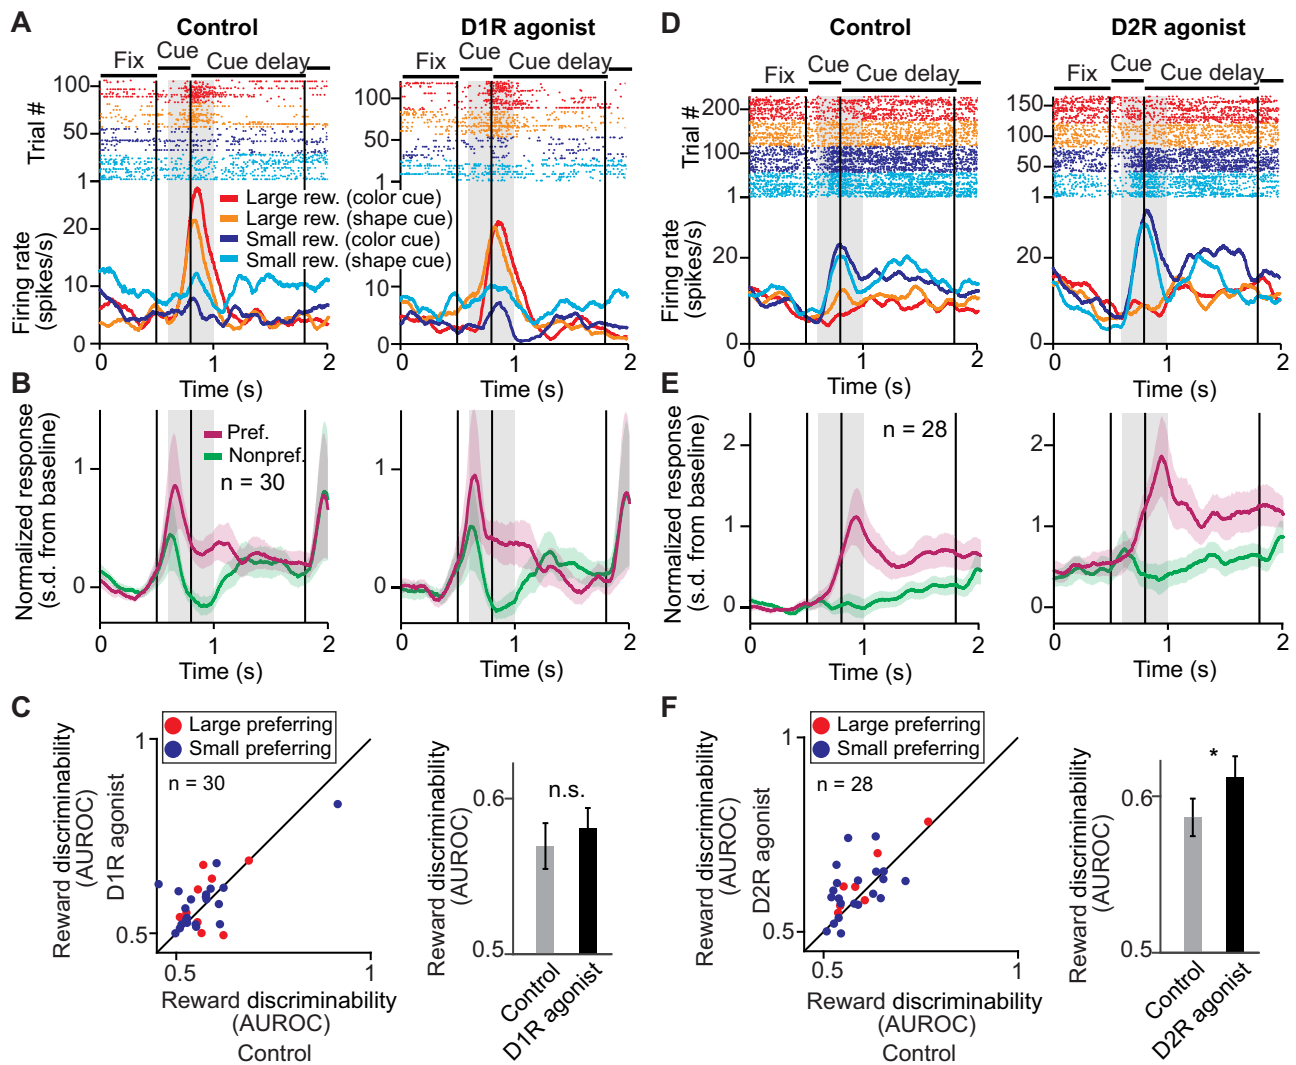 A
Control
D1R agonist
Fix
Cue
Cue delay
Cue
Cue delay
Trial #
100
50
1
100
50
1
Large rew. (color cue)
Large rew. (shape cue)
Small rew. (color cue)
Small rew. (shape cue)
Firing rate
(spikes/s)
20
10
0
20
10
0
0
1
2
0
1
2
Time (s)
Time (s)
B
Normalized response
(s.d. from baseline)
Pref.
Nonpref.
n = 30
1
0
1
0
0
1
2
0
1
2
Time (s)
Time (s)
C
Large preferring
Small preferring
n = 30
Reward discriminability
(AUROC)
D1R agonist
1
0.5
0.5
1
Reward discriminability
(AUROC)
Control
Reward discriminability
(AUROC)
0.6
0.5
n.s.
Control
D1R agonist
D
Control
D2R agonist
Fix
Cue
Cue delay
Fix
Cue
Cue delay
Trial #
200
100
1
150
100
50
1
Firing rate
(spikes/s)
20
0
20
0
0
1
2
0
1
2
Time (s)
Time (s)
E
Normalized response
(s.d. from baseline)
n = 28
2
1
0
2
1
0
0
1
2
0
1
2
Time (s)
Time (s)
F
Large preferring
Small preferring
n = 28
Reward discriminability
(AUROC)
D2R agonist
1
0.5
0.5
1
Reward discriminability
(AUROC)
Control
Reward discriminability
(AUROC)
0.6
0.5
*
Control
D2R agonist